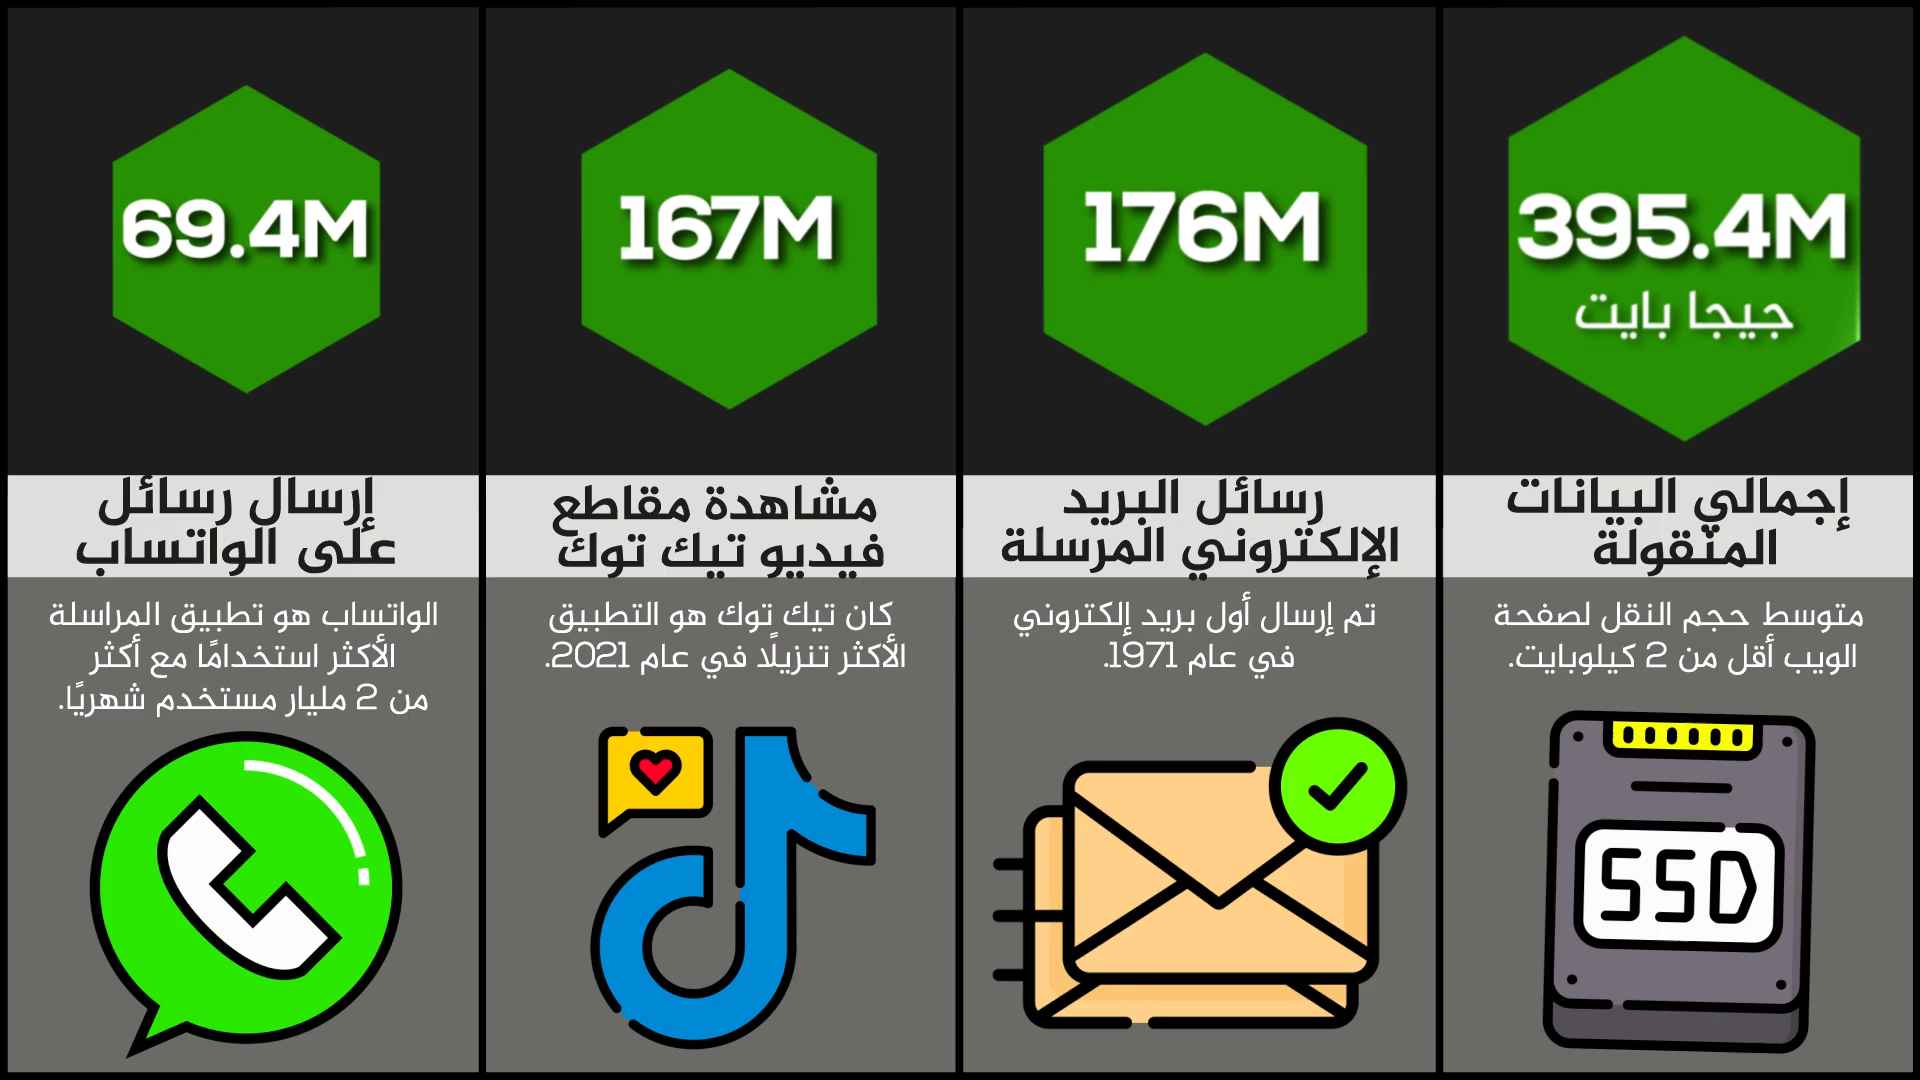 69.4M
إرسال رسائل
على الواتساب
الواتساب هو تطبيق المراسلة
الأكثر استخدامًا مع أكثر
من 2 مليار مستخدم شهريًا.
167M
مشاهدة مقاطع
فيديو تيك توك
كان تيك توك هو التطبيق
الأكثر تنزيلًا في عام 2021.
176M
رسائل البريد
الإلكتروني المرسلة
تم إرسال أول بريد إلكتروني
في عام 1971.
395.4M
جيجا بايت
إجمالي البيانات
المنقولة
متوسط حجم النقل لصفحة
الويب أقل من 2 كيلوبايت.
SSD